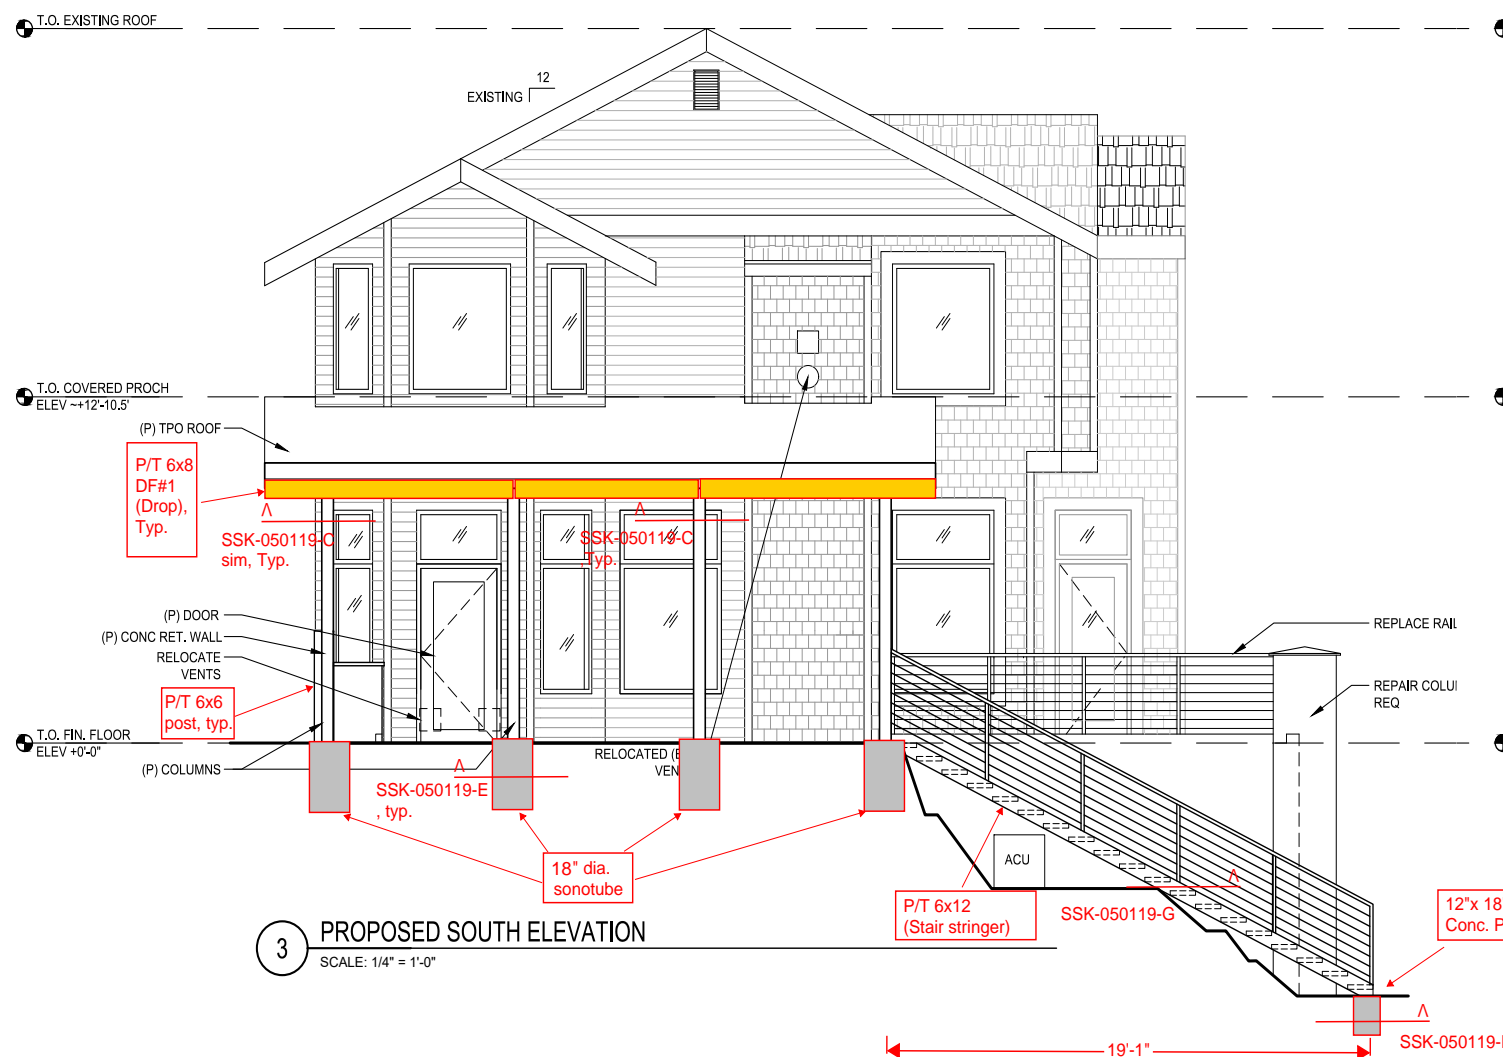 T.O. EXISTING ROOF
12
EXISTING
T.O. COVERED PROCH
ELEV ~+12'-10.5'
(P) TPO ROOF
P/T 6x8
DF#1
(Drop),
Typ.
SSK-050119-C
sim, Typ.
SSK-050119-C
, Typ.
(P) DOOR
(P) CONC RET. WALL
RELOCATE
VENTS
P/T 6x6
post, typ.
T.O. FIN. FLOOR
ELEV +0'-0"
(P) COLUMNS
SSK-050119-E
, typ.
RELOCATED (E
VEN
REPLACE RAIL
REPAIR COLU
REQ
18" dia.
sonotube
ACU
P/T 6x12
(Stair stringer)
SSK-050119-G
12"x 18
Conc. P
3
PROPOSED SOUTH ELEVATION
SCALE: 1/4" = 1'-0"
19'-1"
SSK-050119-